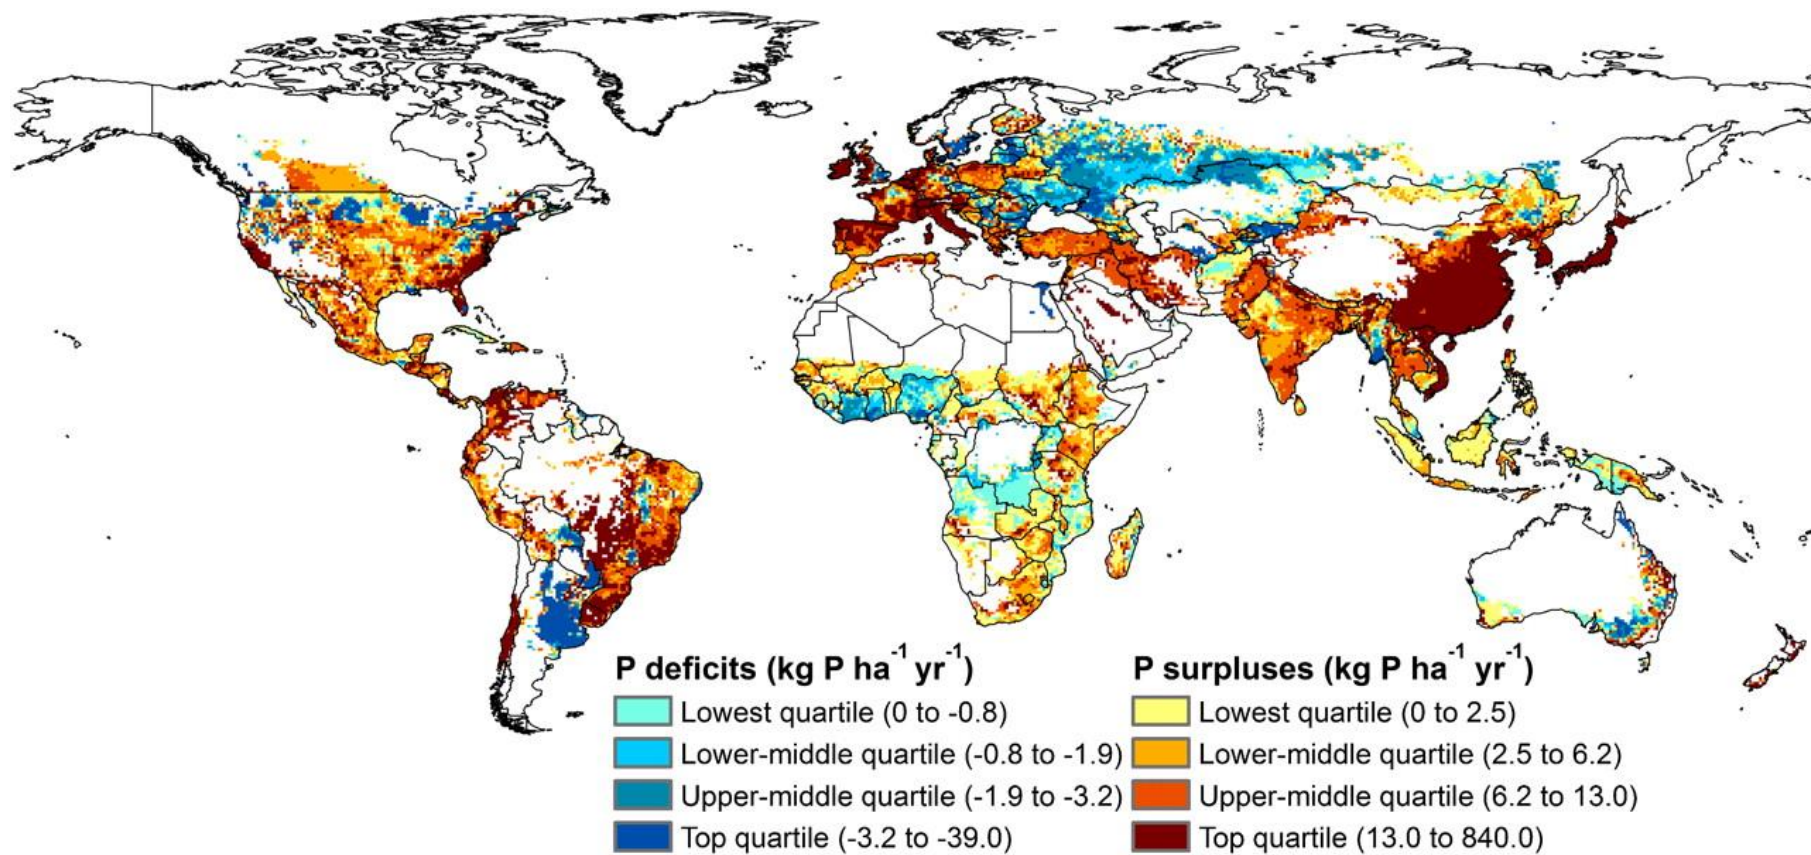 P deficits (kg P ha⁻¹ yr⁻¹)
Lowest quartile (0 to -0.8)
Lower-middle quartile (-0.8 to -1.9)
Upper-middle quartile (-1.9 to -3.2)
Top quartile (-3.2 to -39.0)
P surpluses (kg P ha⁻¹ yr⁻¹)
Lowest quartile (0 to 2.5)
Lower-middle quartile (2.5 to 6.2)
Upper-middle quartile (6.2 to 13.0)
Top quartile (13.0 to 840.0)